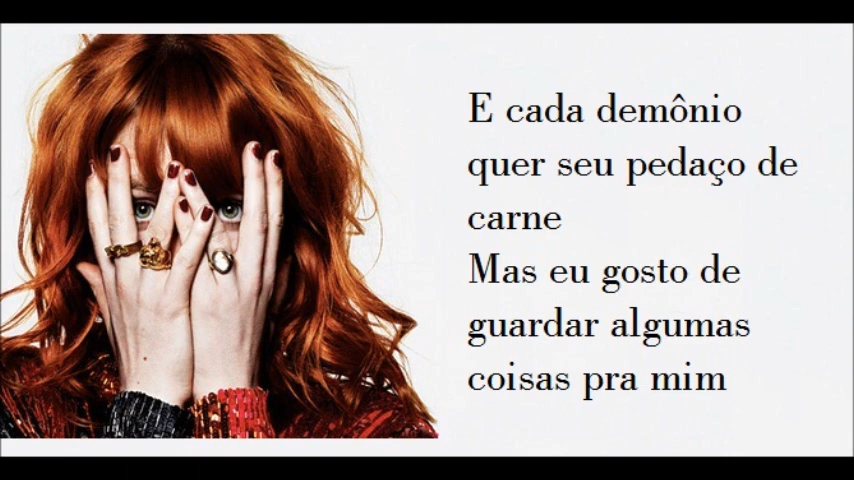 E cada demônio
quer seu pedaço de
carne
Mas eu gosto de
guardar algumas
coisas pra mim